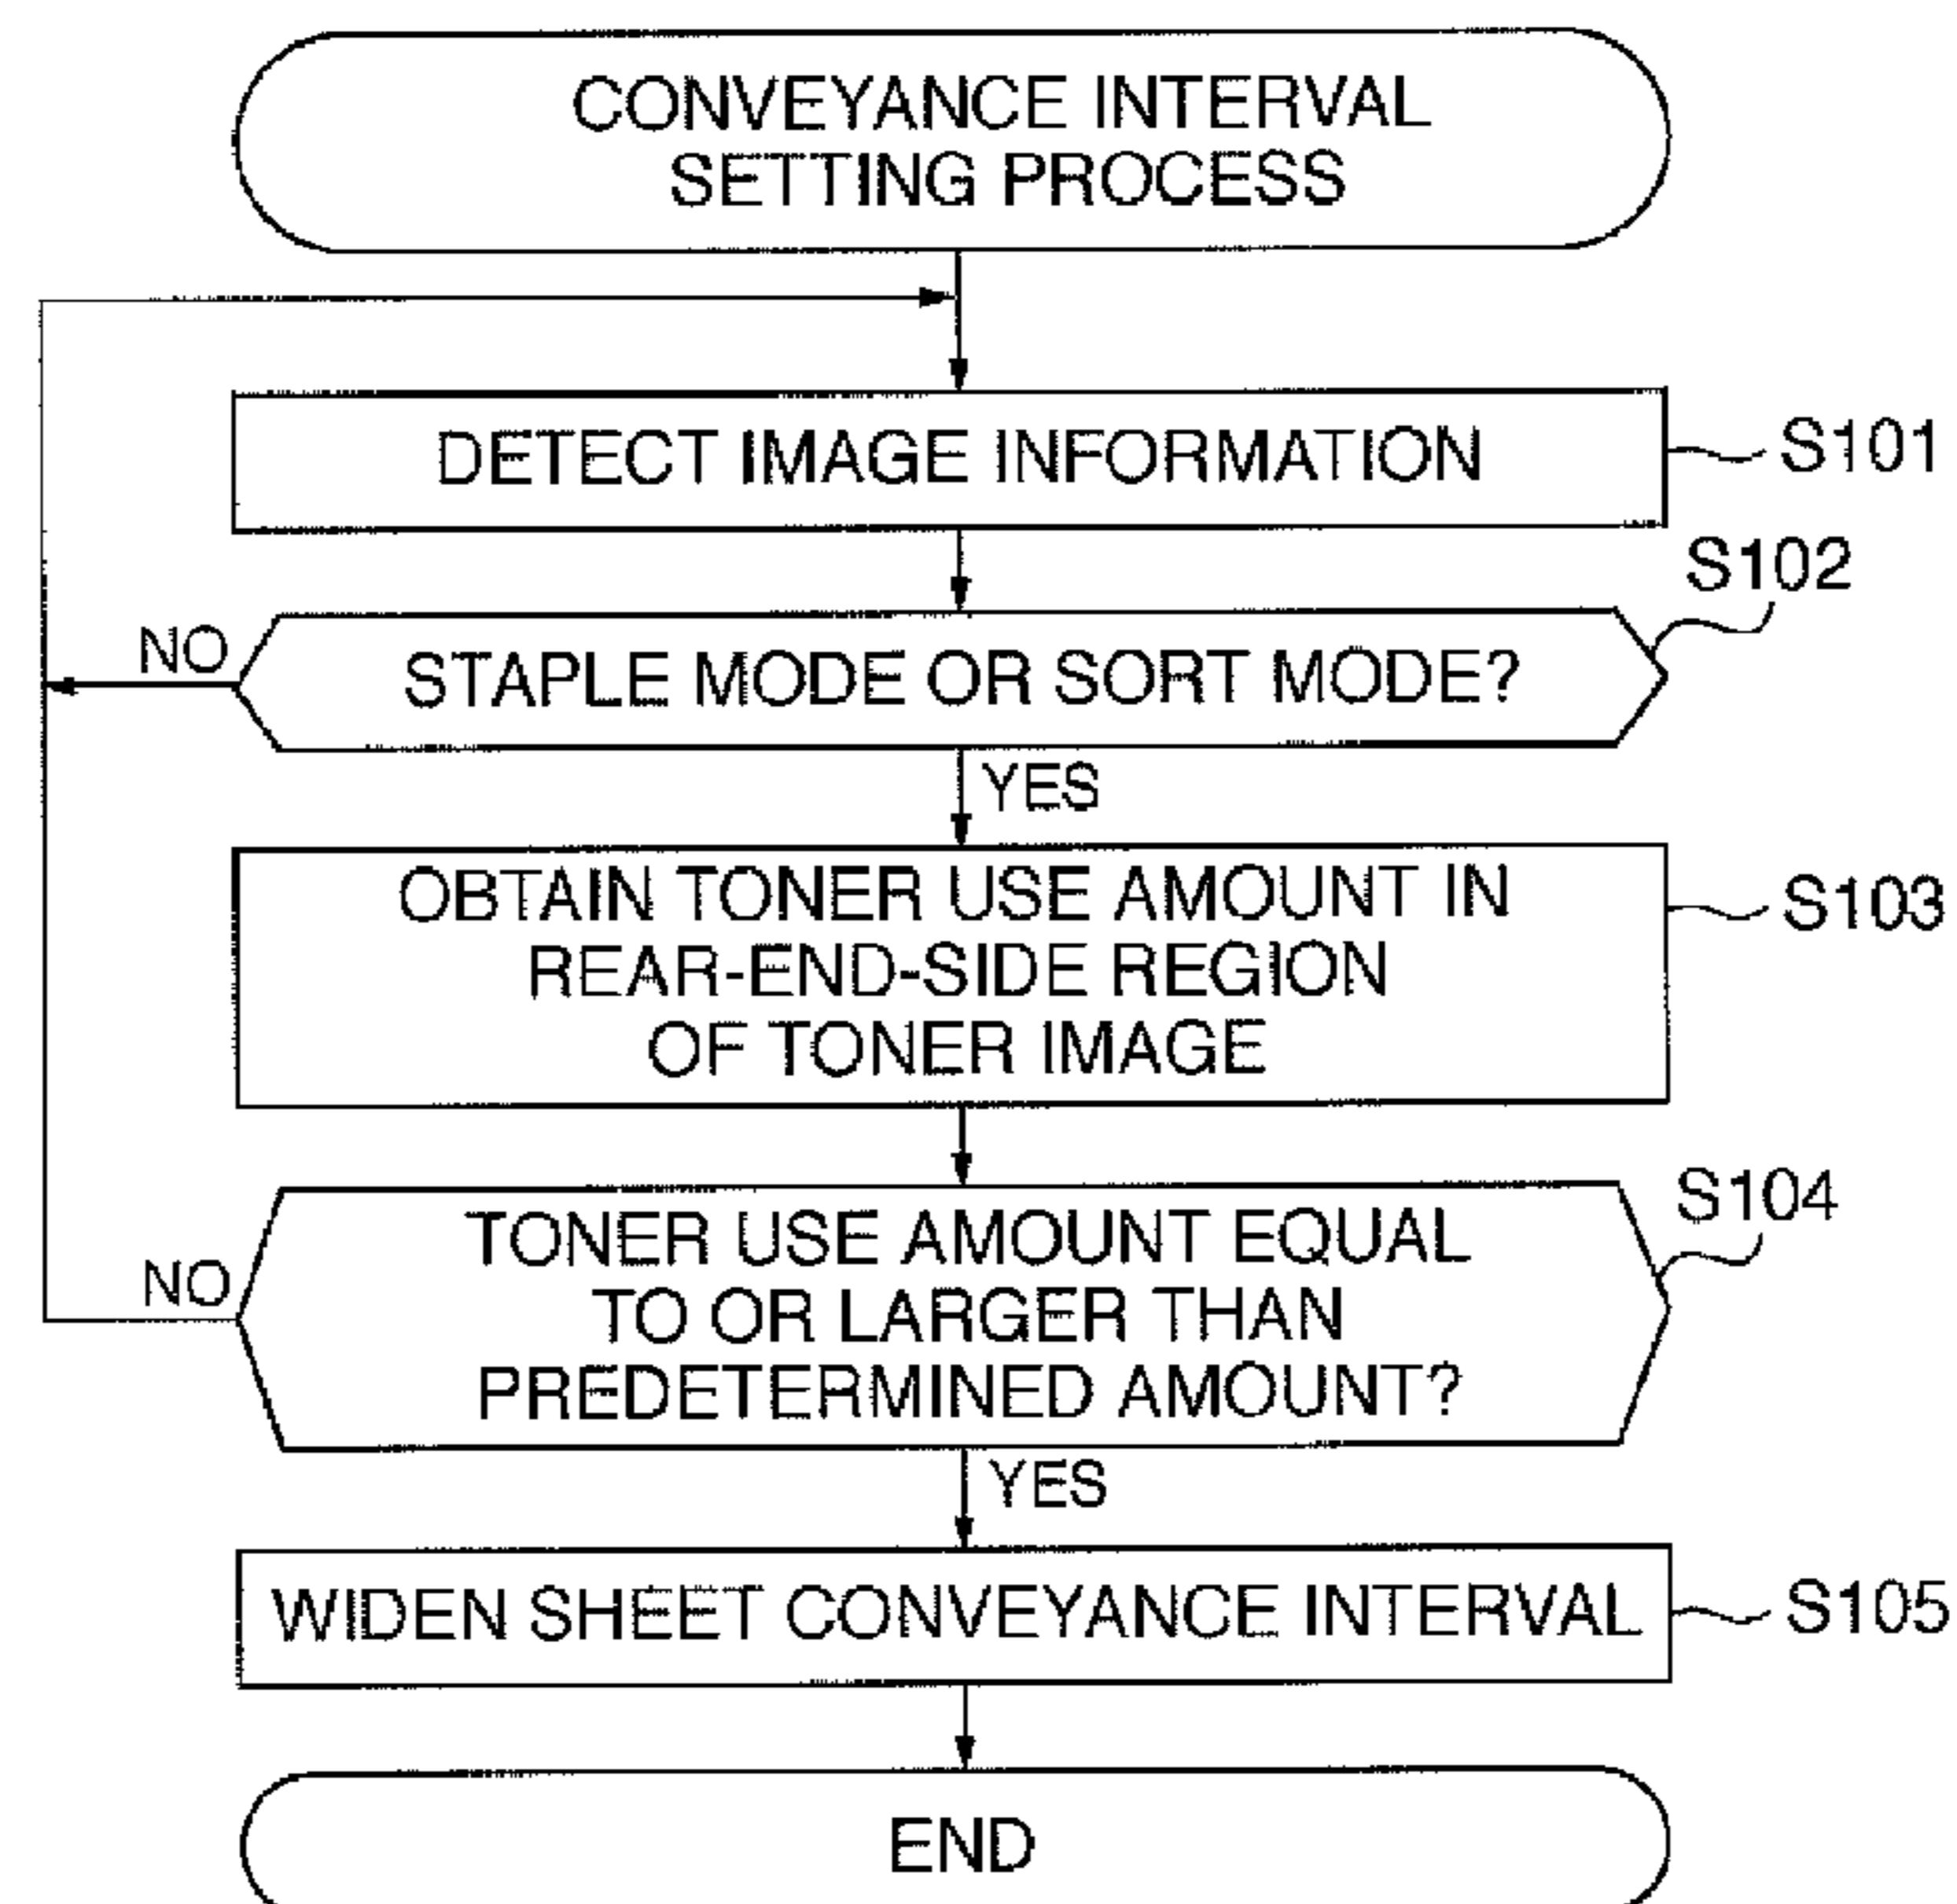 CONVEYANCE INTERVAL
SETTING PROCESS
DETECT IMAGE INFORMATION
S101
S102
NO
STAPLE MODE OR SORT MODE?
YES
OBTAIN TONER USE AMOUNT IN
REAR-END-SIDE REGION
OF TONER IMAGE
S103
S104
NO
TONER USE AMOUNT EQUAL
TO OR LARGER THAN
PREDETERMINED AMOUNT?
YES
WIDEN SHEET CONVEYANCE INTERVAL
S105
END